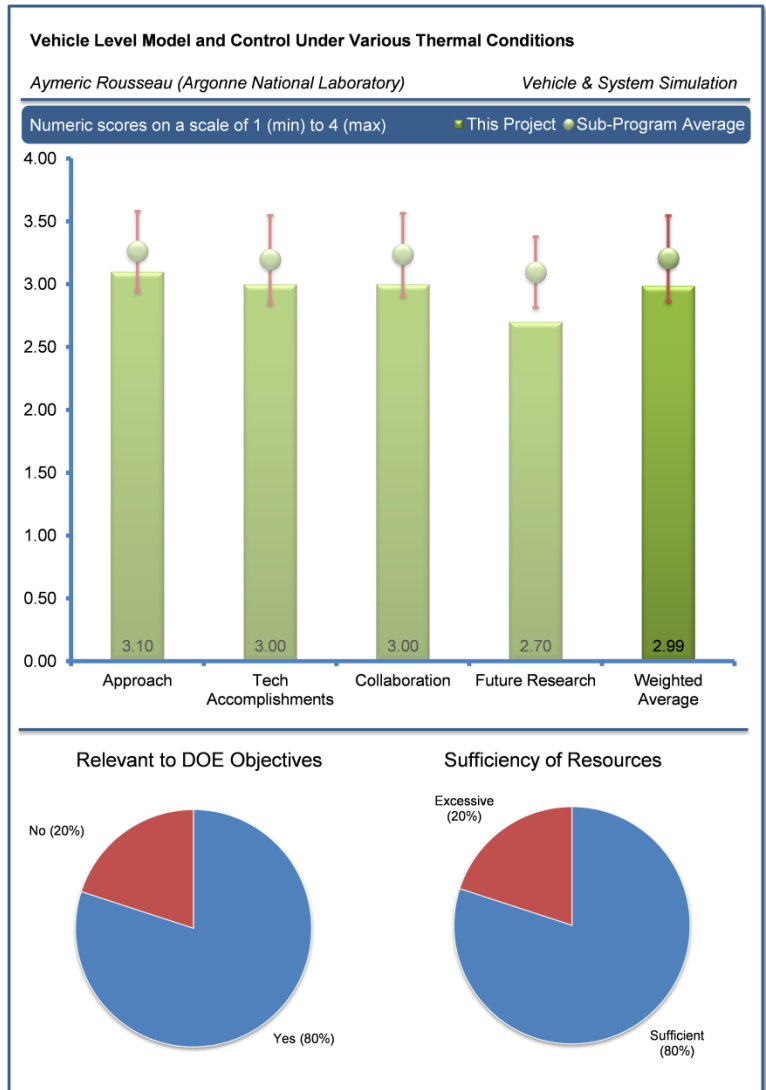 Vehicle Level Model and Control Under Various Thermal Conditions
Aymeric Rousseau (Argonne National Laboratory) Vehicle & System Simulation
Numeric scores on a scale of 1 (min) to 4 (max) This Project Sub-Program Average
4.00
3.50
3.00
2.50
2.00
1.50
1.00
0.50
0.00
3.10 3.00 3.00 2.70 2.99
Approach Tech Accomplishments Collaboration Future Research Weighted Average
Relevant to DOE Objectives
No (20%)
Yes (80%)
Sufficiency of Resources
Excessive
(20%)
Sufficient
(80%)